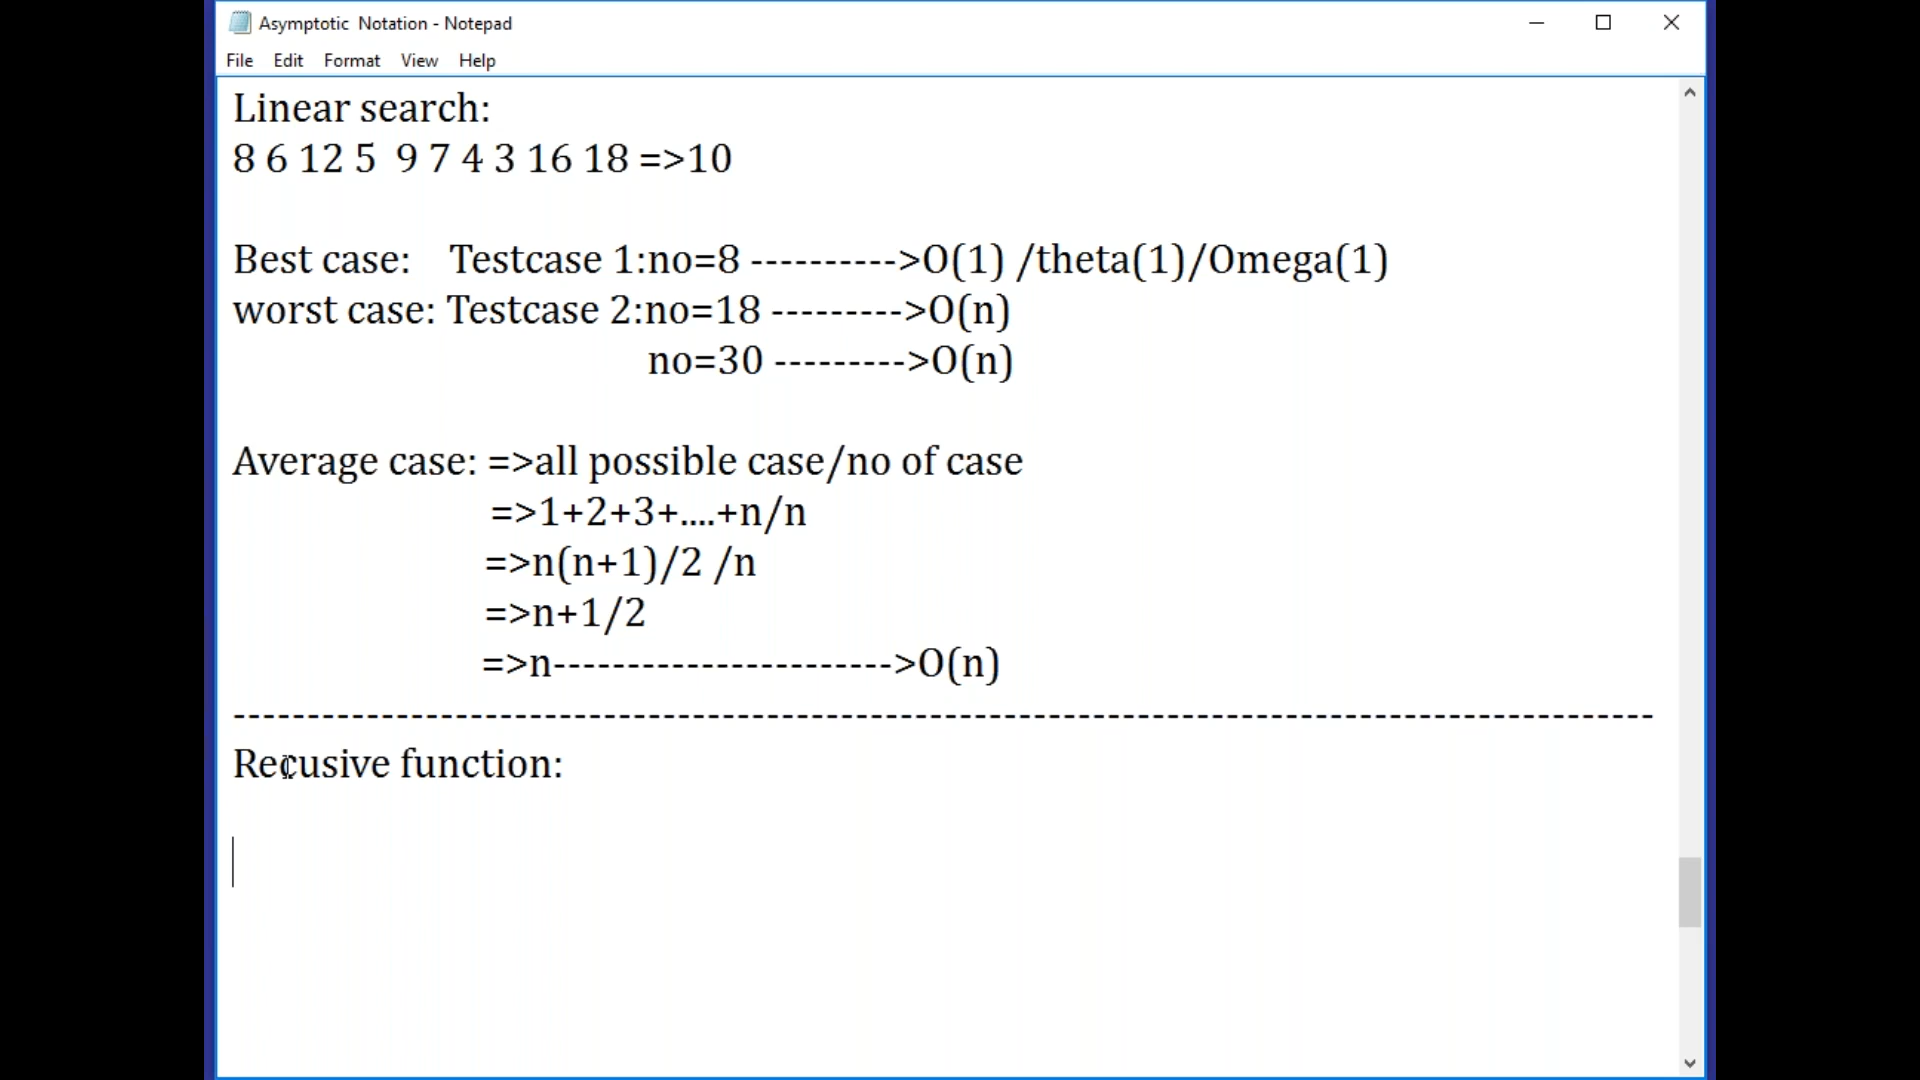 Asymptotic  Notation - Notepad
File Edit Format View Help
Linear search:
8 6 12 5  9 7 4 3 16 18 =>10
Best case:    Testcase 1:no=8 ---------->O(1) /theta(1)/Omega(1)
worst case: Testcase 2:no=18 --------->O(n)
no=30 --------->O(n)
Average case: =>all possible case/no of case
=>1+2+3+....+n/n
=>n(n+1)/2 /n
=>n+1/2
=>n----------------------->O(n)
------------------------------------------------------------------------------------------------
Recusive function: